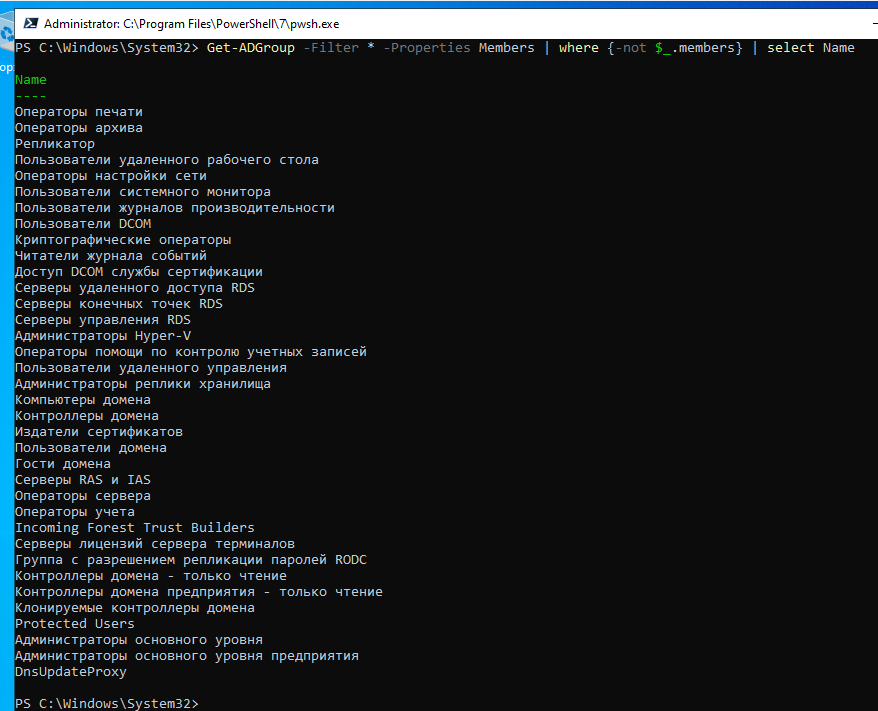 Administrator: C:\Program Files\PowerShell\7\pwsh.exe
PS C:\Windows\System32> Get-ADGroup -Filter * -Properties Members | where {-not $_.members} | select Name
ор
Name
----
Операторы печати
Операторы архива
Репликатор
Пользователи удаленного рабочего стола
Операторы настройки сети
Пользователи системного монитора
Пользователи журналов производительности
Пользователи DCOM
Криптографические операторы
Читатели журнала событий
Доступ DCOM службы сертификации
Серверы удаленного доступа RDS
Серверы конечных точек RDS
Серверы управления RDS
Администраторы Hyper-V
Операторы помощи по контролю учетных записей
Пользователи удаленного управления
Администраторы реплики хранилища
Компьютеры домена
Контроллеры домена
Издатели сертификатов
Пользователи домена
Гости домена
Серверы RAS и IAS
Операторы сервера
Операторы учета
Incoming Forest Trust Builders
Серверы лицензий сервера терминалов
Группа с разрешением репликации паролей RODC
Контроллеры домена - только чтение
Контроллеры домена предприятия - только чтение
Клонируемые контроллеры домена
Protected Users
Администраторы основного уровня
Администраторы основного уровня предприятия
DnsUpdateProxy
PS C:\Windows\System32>